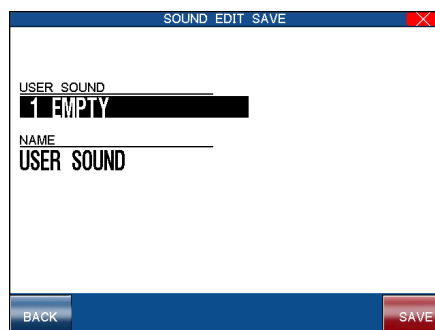 SOUND EDIT SAVE
USER SOUND
1 EMPTY
NAME
USER SOUND
BACK
SAVE